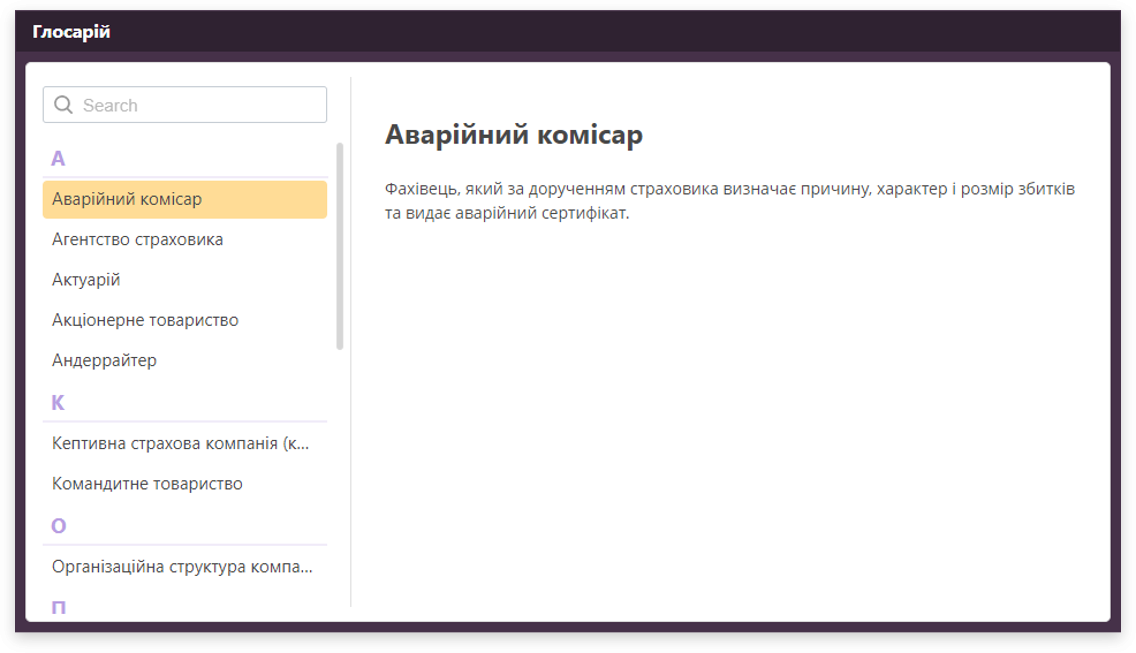 Глосарій
Search
А
Аварійний комісар
Агентство страховика
Актуарій
Акціонерне товариство
Андеррайтер
К
Кептивна страхова компанія (к...
Командитне товариство
О
Організаційна структура компа...
П
Аварійний комісар
Фахівець, який за дорученням страховика визначає причину, характер і розмір збитків
та видає аварійний сертифікат.